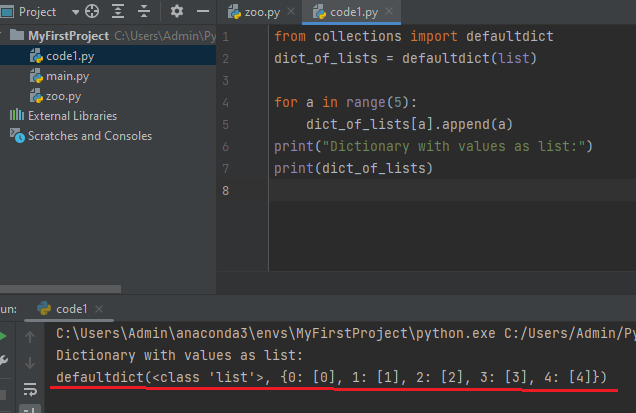 Project
zoo.py
code1.py
MyFirstProject C:\Users\Admin\Py
code1.py
main.py
zoo.py
External Libraries
Scratches and Consoles
1 from collections import defaultdict
2 dict_of_lists = defaultdict(list)
3
4 for a in range(5):
5 dict_of_lists[a].append(a)
6 print("Dictionary with values as list:")
7 print(dict_of_lists)
8
un: code1
C:\Users\Admin\anaconda3\envs\MyFirstProject\python.exe C:/Users/Admin/Py
Dictionary with values as list:
defaultdict(<class 'list'>, {0: [0], 1: [1], 2: [2], 3: [3], 4: [4]})